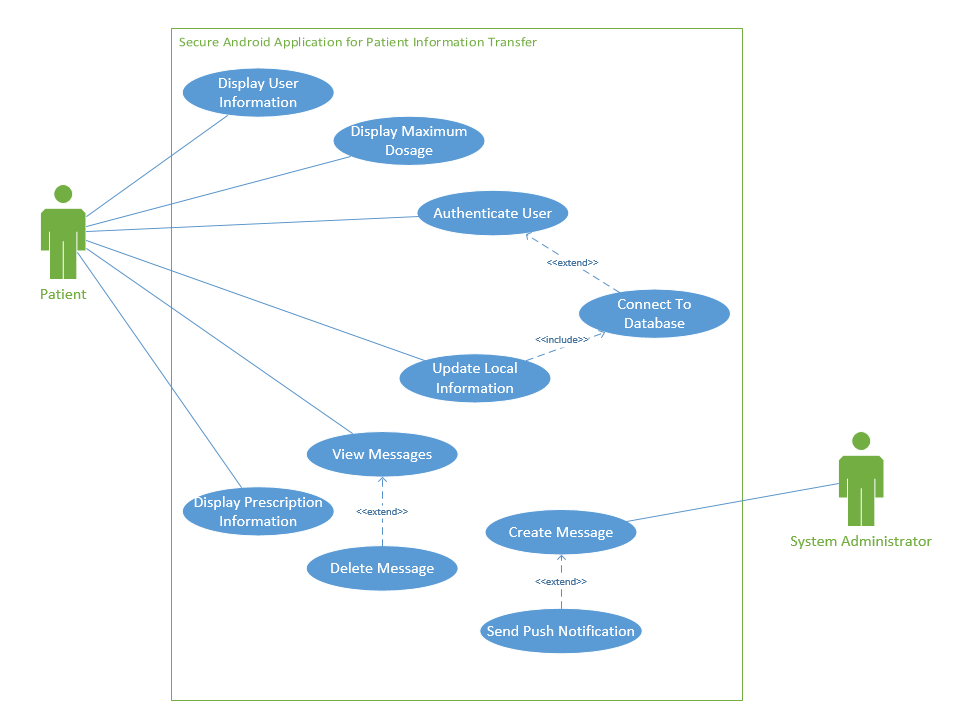 Secure Android Application for Patient Information Transfer
Display User
Information
Display Maximum
Dosage
Authenticate User
<<extend>>
Patient
Connect To
Database
<<include>>
Update Local
Information
View Messages
Display Prescription
Information
<<extend>>
Create Message
System Administrator
Delete Message
<<extend>>
Send Push Notification